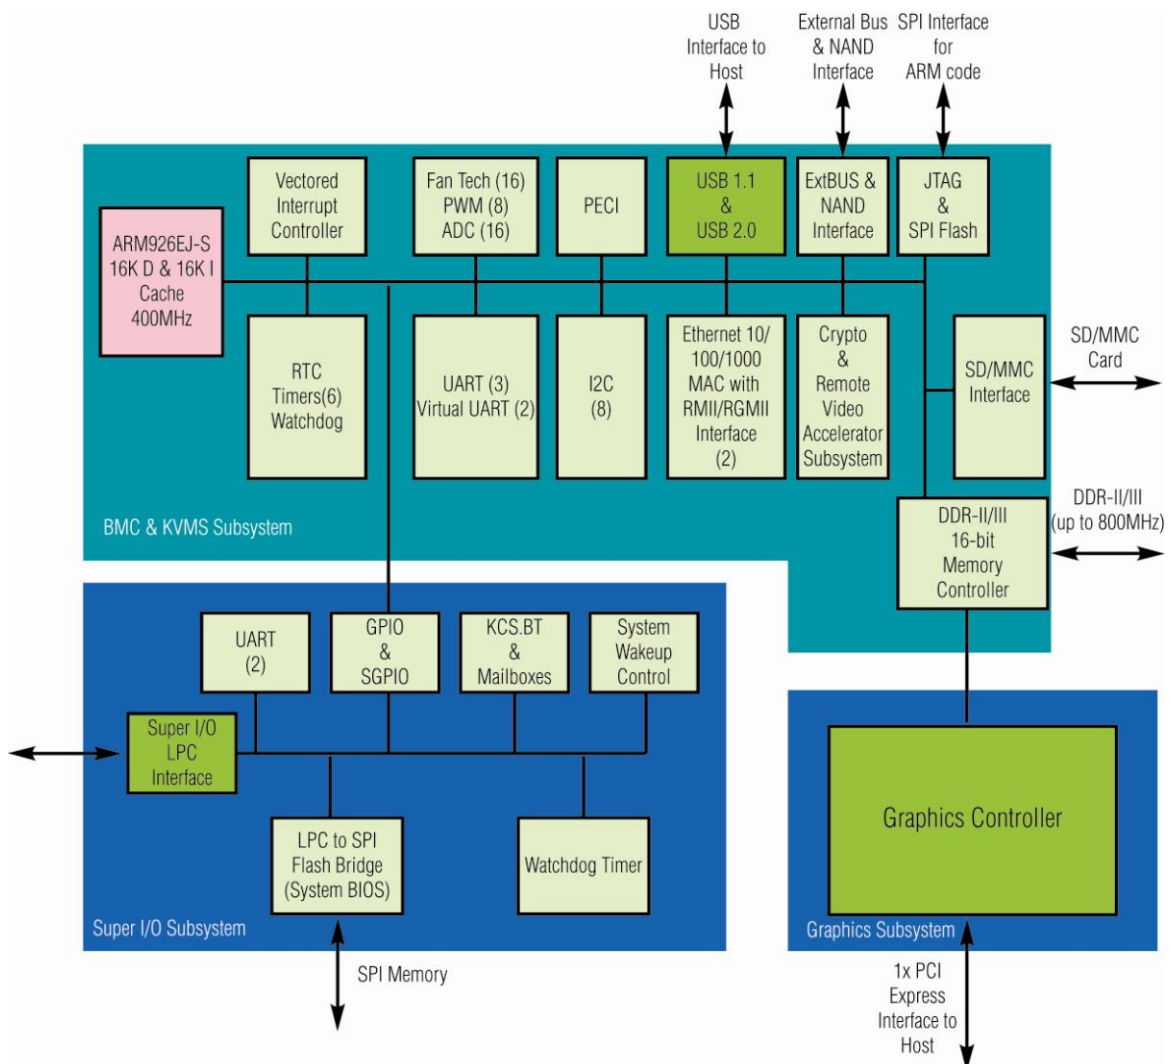 USB
Interface to
Host
External Bus
& NAND
Interface
SPI Interface
for
ARM code
Vectored
Interrupt
Controller
Fan Tech (16)
PWM (8)
ADC (16)
PECI
USB 1.1
&
USB 2.0
ExtBUS &
NAND
Interface
JTAG
&
SPI Flash
ARM926EJ-S
16K D & 16K I
Cache
400MHz
RTC
Timers(6)
Watchdog
UART (3)
Virtual UART (2)
I2C
(8)
Ethernet 10/
100/1000
MAC with
RMII/RGMII
Interface
(2)
Crypto
&
Remote
Video
Accelerator
Subsystem
SD/MMC
Interface
SD/MMC
Card
BMC & KVMS Subsystem
DDR-II/III
16-bit
Memory
Controller
DDR-II/III
(up to 800MHz)
UART
(2)
GPIO
&
SGPIO
KCS.BT
&
Mailboxes
System
Wakeup
Control
Super I/O
LPC
Interface
LPC to SPI
Flash Bridge
(System BIOS)
Watchdog Timer
Super I/O Subsystem
SPI Memory
Graphics Controller
Graphics Subsystem
1x PCI
Express
Interface to
Host